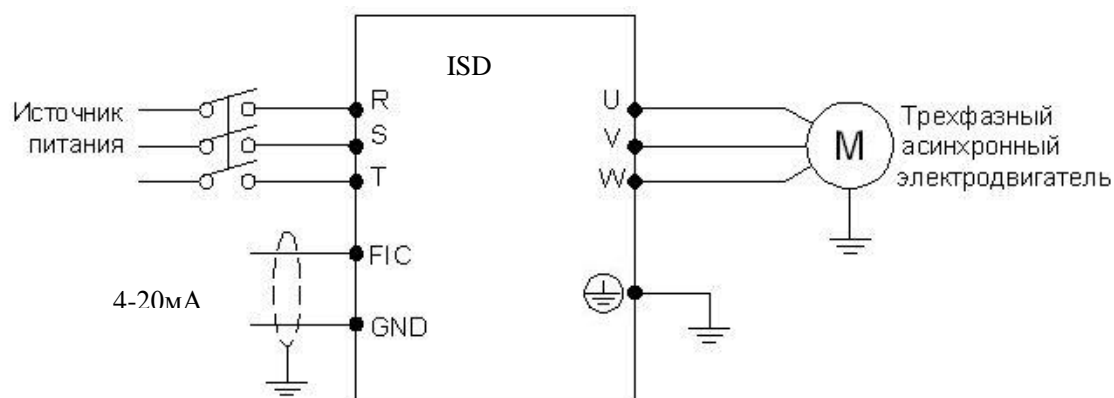 ISD
Источник
питания
R
S
T
FIC
4-20мА
GND
U
V
W
M
Трехфазный
асинхронный
электродвигатель